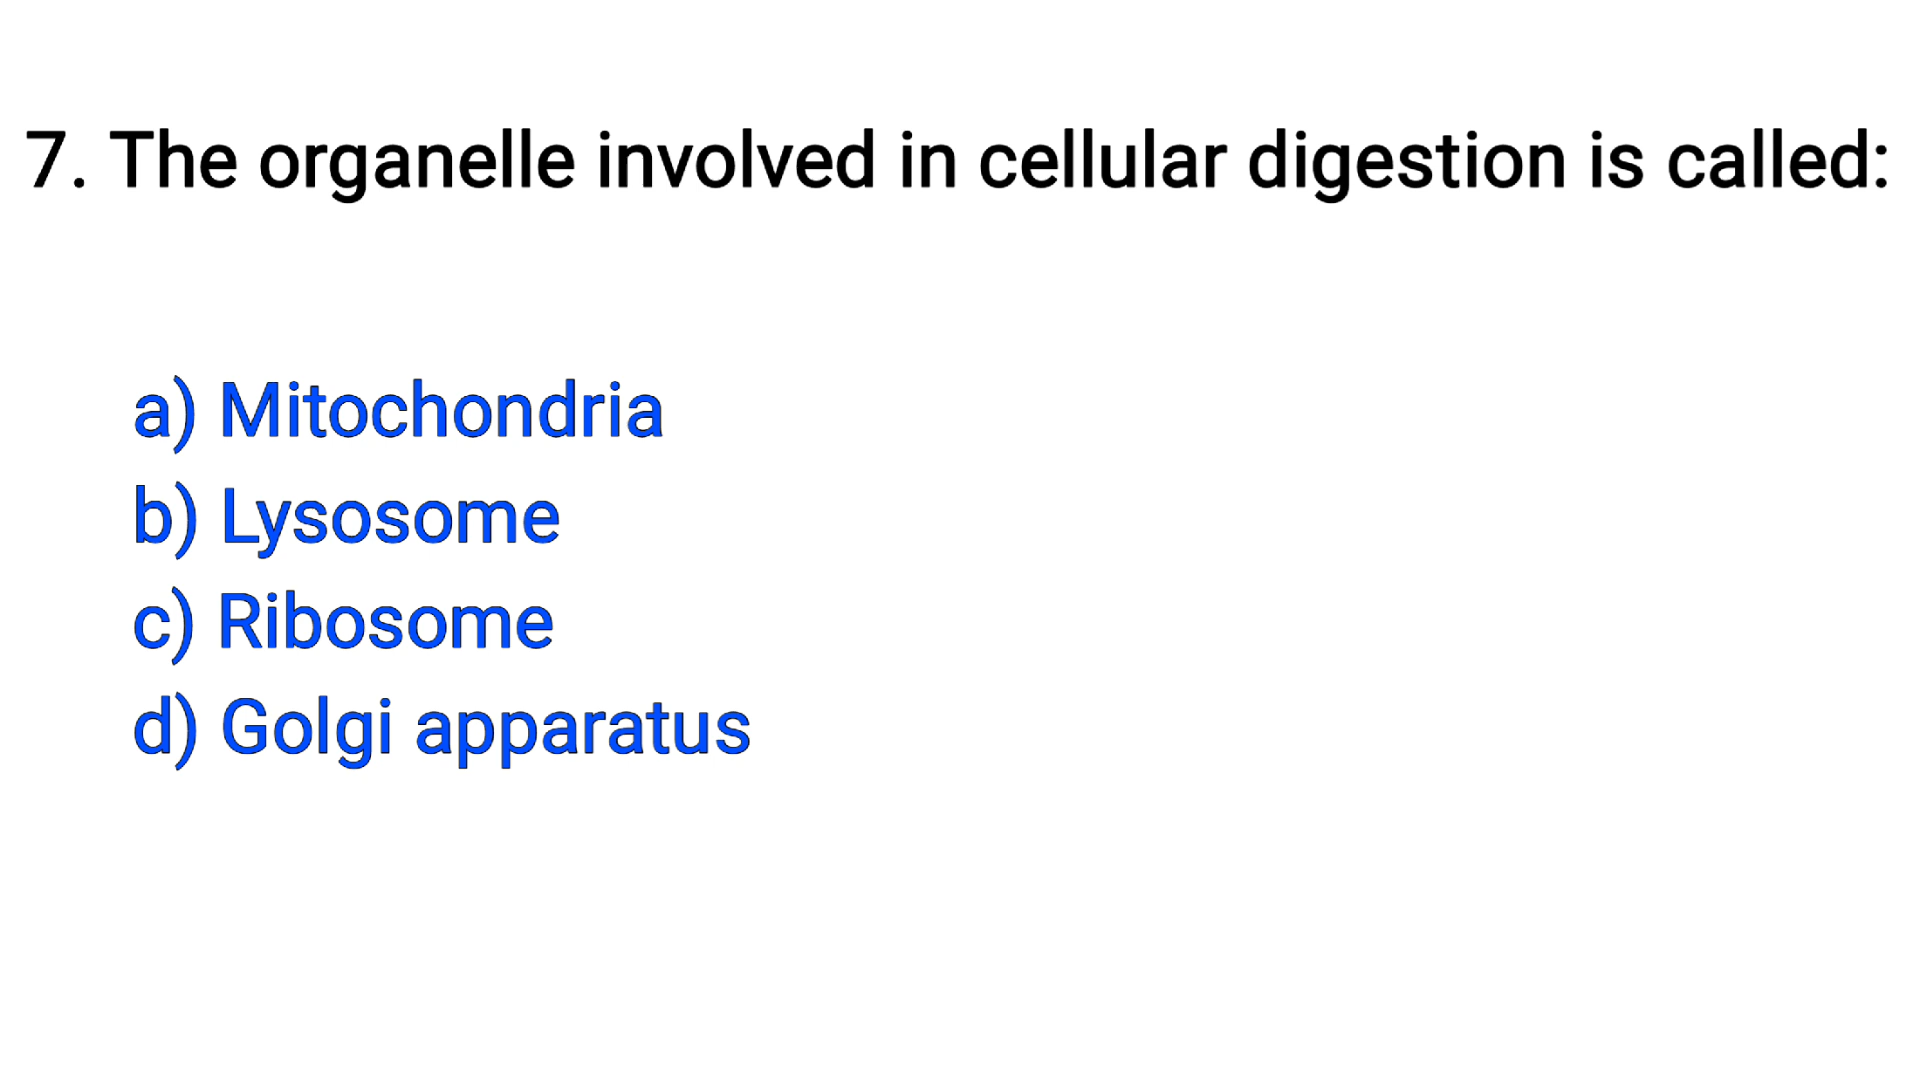 7. The organelle involved in cellular digestion is called:
a) Mitochondria
b) Lysosome
c) Ribosome
d) Golgi apparatus